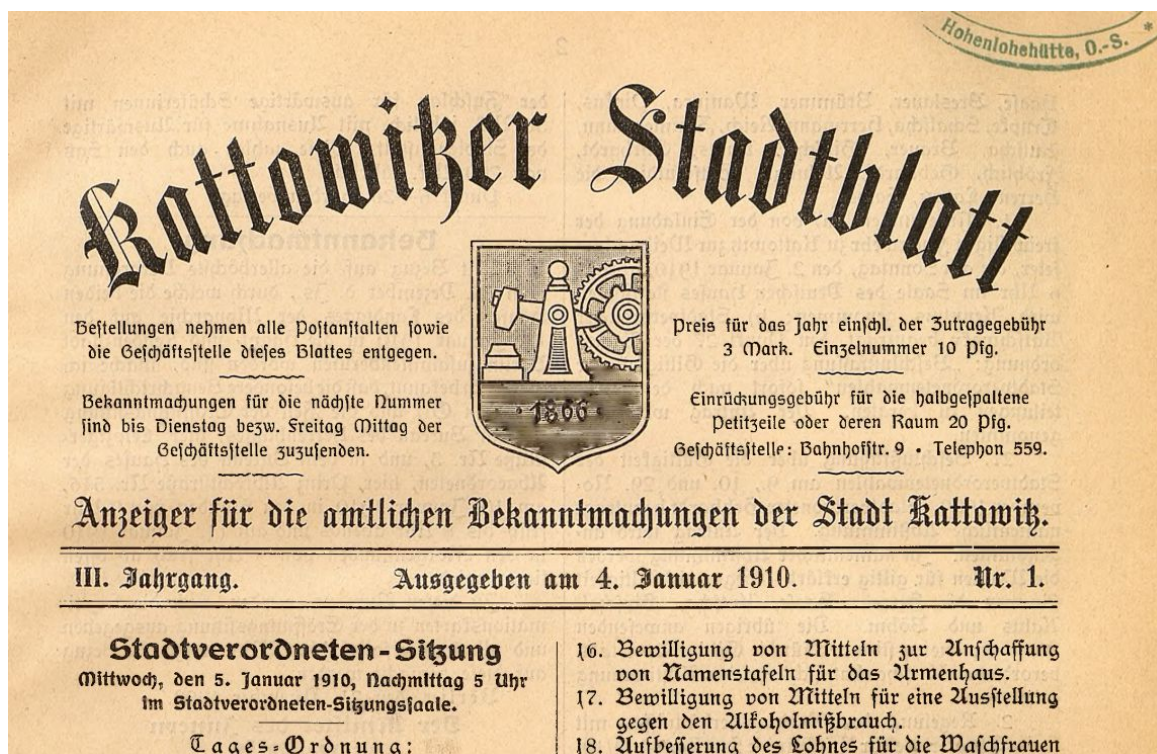 Hohenlohehütte, O.-S. *
Kattowitzer Stadtblatt
Bestellungen nehmen alle Postanstalten sowie
die Geschäftsstelle dieses Blattes entgegen.
Bekanntmachungen für die nächste Nummer
sind bis Dienstag bezw. Freitag Mittag der
Geschäftsstelle zuzusenden.
· 1866 ·
Preis für das Jahr einschl. der Zutragegebühr
3 Mark. Einzelnummer 10 Pfg.
Einrückungsgebühr für die halbgespaltene
Petitzeile oder deren Raum 20 Pfg.
Geschäftsstelle: Bahnhofstr. 9 • Telephon 559.
Anzeiger für die amtlichen Bekanntmachungen der Stadt Kattowitz.
III. Jahrgang. Ausgegeben am 4. Januar 1910. Nr. 1.
Stadtverordneten-Sitzung
Mittwoch, den 5. Januar 1910, Nachmittag 5 Uhr
im Stadtverordneten-Sitzungssaale.
Tages-Ordnung:
16. Bewilligung von Mitteln zur Anschaffung
von Namenstafeln für das Armenhaus.
17. Bewilligung von Mitteln für eine Ausstellung
gegen den Alkoholmißbrauch.
18. Aufbesserung des Lohnes für die Waschfrauen